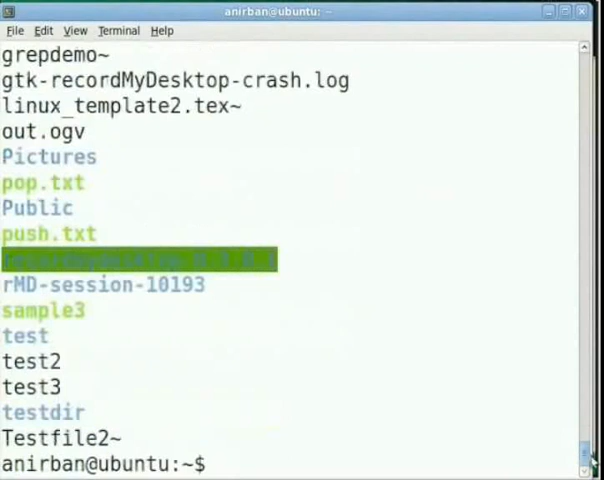 anirban@ubuntu: ~
File Edit View Terminal Help
grepdemo~
gtk-recordMyDesktop-crash.log
linux_template2.tex~
out.ogv
Pictures
pop.txt
Public
push.txt
rMD-session-10193
sample3
test
test2
test3
testdir
Testfile2~
anirban@ubuntu:~$